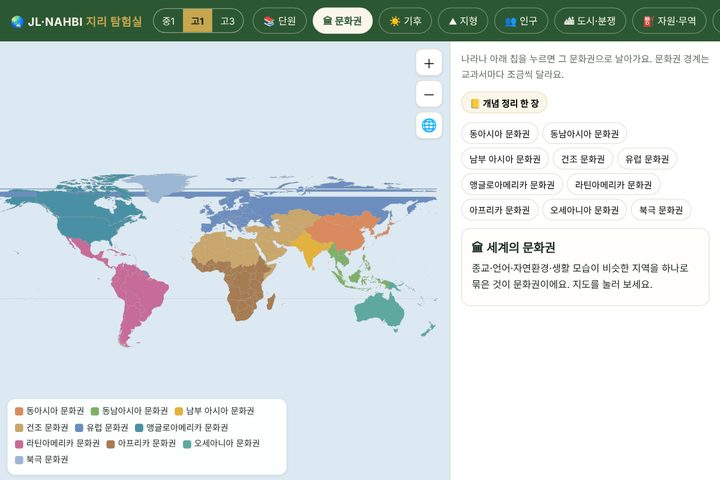 JL·NAHBI 지리 탐험실
중1 고1 고3
단원
문화권
기후
지형
인구
도시·분쟁
자원·무역
나라나 아래 칩을 누르면 그 문화권으로 날아가요. 문화권 경계는
교과서마다 조금씩 달라요.
개념 정리 한 장
동아시아 문화권 동남아시아 문화권
남부 아시아 문화권 건조 문화권 유럽 문화권
앵글로아메리카 문화권 라틴아메리카 문화권
아프리카 문화권 오세아니아 문화권 북극 문화권
세계의 문화권
종교·언어·자연환경·생활 모습이 비슷한 지역을 하나로
묶은 것이 문화권이에요. 지도를 눌러 보세요.
+
−
동아시아 문화권 동남아시아 문화권 남부 아시아 문화권
건조 문화권 유럽 문화권 앵글로아메리카 문화권
라틴아메리카 문화권 아프리카 문화권 오세아니아 문화권
북극 문화권